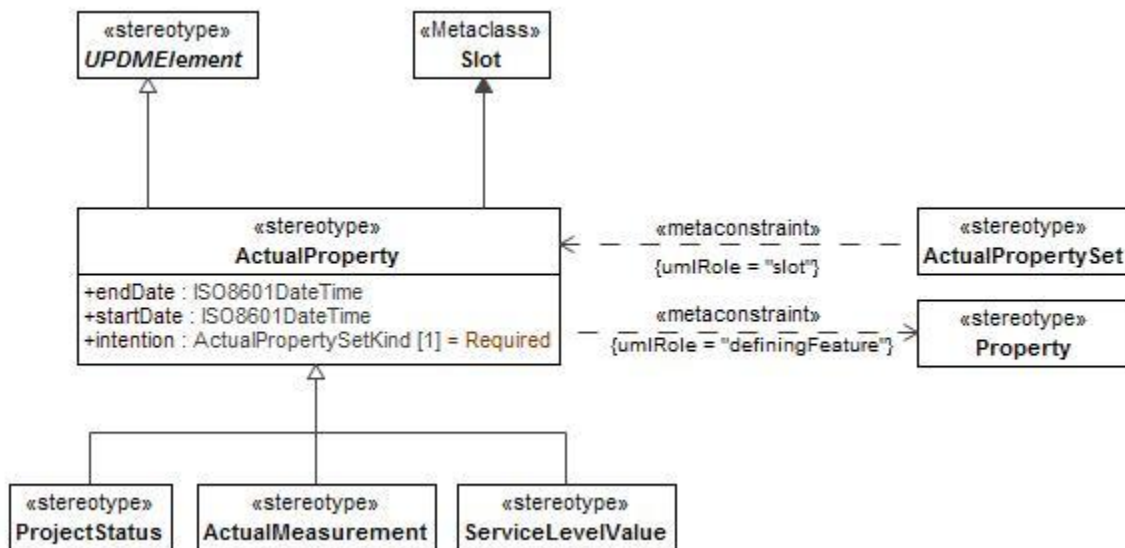 «stereotype»
UPDMElement
«Metaclass»
Slot
«stereotype»
ActualProperty
+endDate : ISO8601DateTime
+startDate : ISO8601DateTime
+intention : ActualPropertySetKind [1] = Required
«metaconstraint»
{umlRole = "slot"}
«stereotype»
ActualPropertySet
«metaconstraint»
{umlRole = "definingFeature"}
«stereotype»
Property
«stereotype»
ProjectStatus
«stereotype»
ActualMeasurement
«stereotype»
ServiceLevelValue